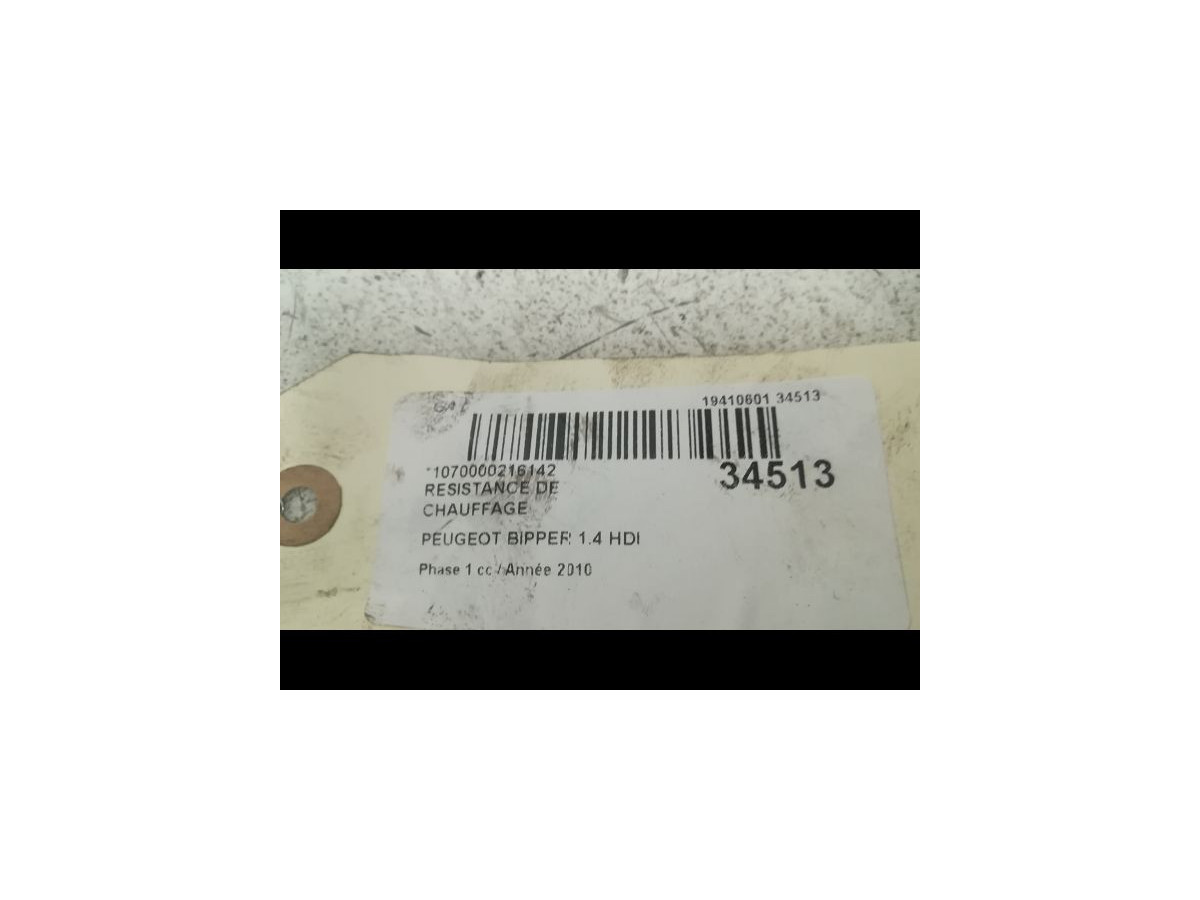 19410601 34513
*1070000216142
34513
RESISTANCE DE
CHAUFFAGE
PEUGEOT BIPPER 1.4 HDI
Phase 1 cc / Année 2010